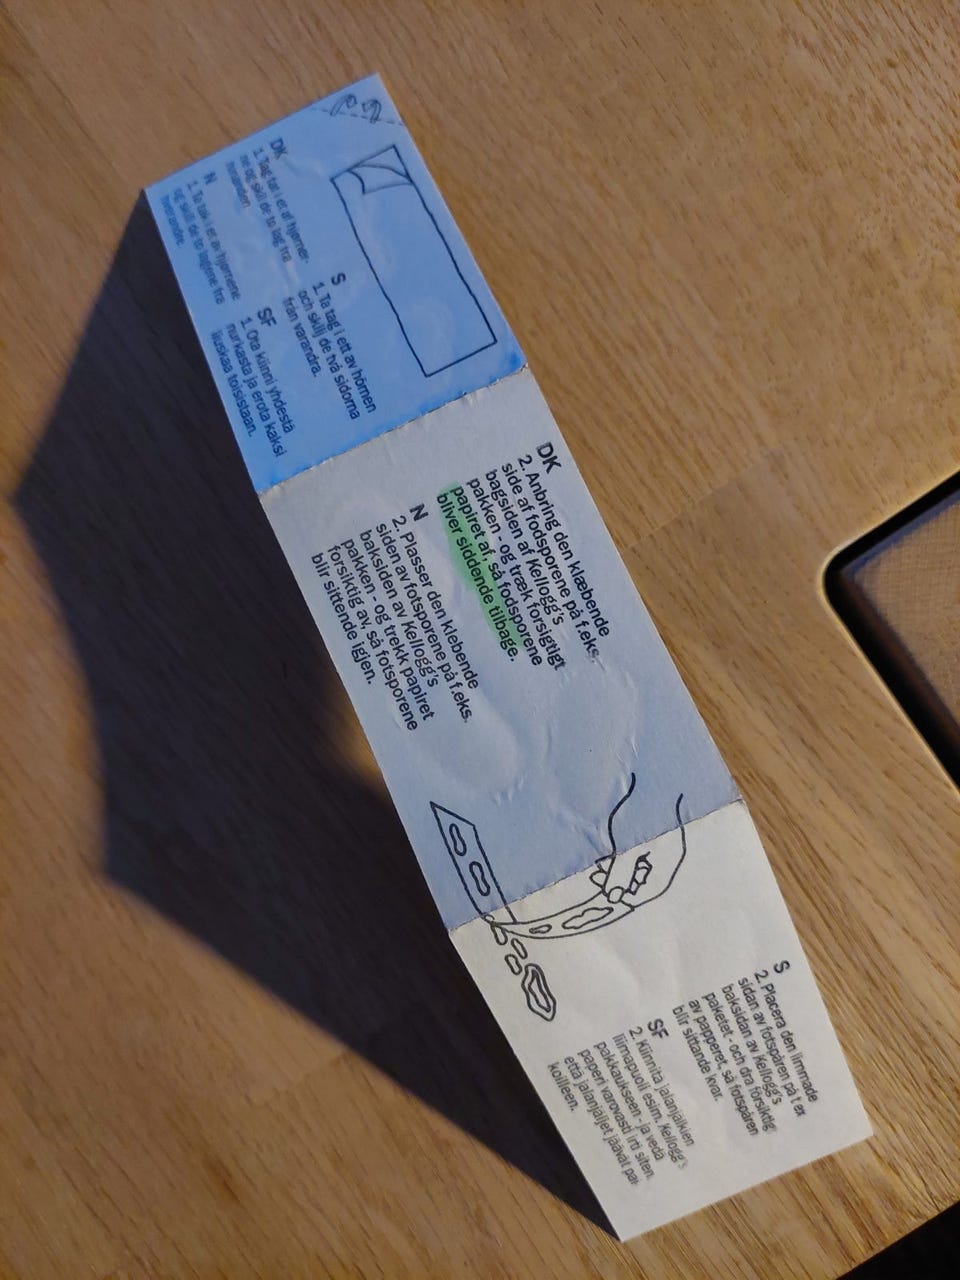 DK
1. Tag fat i et af hjørner-
ne og skil de to lag fra
hinanden.
N
1. Ta tak i et av hjørnene
og skill de to lagene fra
hverandre.
S
1. Ta tag i ett av hörnen
och skilj de två sidorna
från varandra.
SF
1. Ota kiinni yhdestä
nurkasta ja erota kaksi
liuskaa toisistaan.
DK
2. Anbring den klæbende
side af fodsporene på f.eks.
bagsiden af Kellogg's
pakken - og træk forsigtigt
papiret af, så fodsporene
bliver siddende tilbage.
N
2. Plasser den klebende
siden av fotsporene på f.eks.
baksiden av Kellogg's
pakken - og trekk papiret
forsiktig av, så fotsporene
blir sittende igjen.
S
2. Placera den limmade
sidan av fotspåren på t ex
baksidan av Kellogg's
paketet - och dra försiktig
av papperet, så fotspåren
blir sittande kvar.
SF
2. Kiinnitä jalanjälkien
liimapuoli esim. Kellogg's
pakkaukseen - ja vedä
paperi varovasti irti siten,
että jalanjäljet jäävät pai-
koilleen.